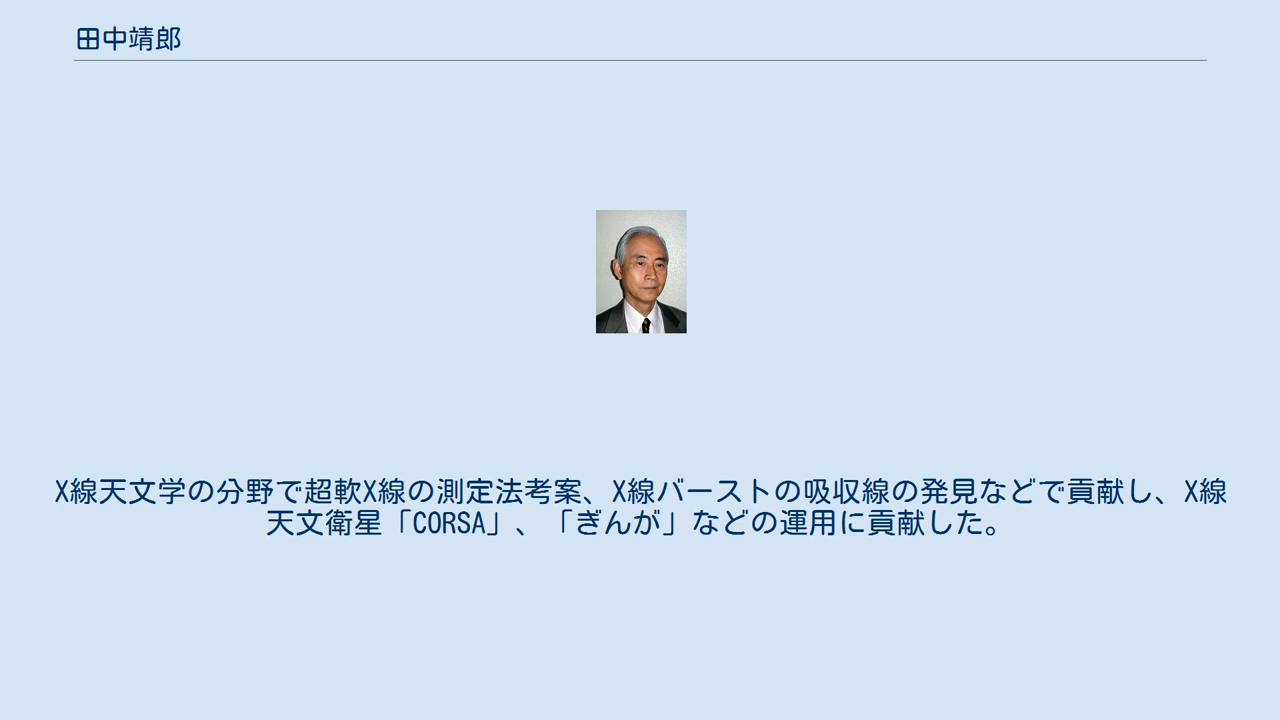 田中靖郎
X線天文学の分野で超軟X線の測定法考案、X線バーストの吸収線の発見などで貢献し、X線
天文衛星「CORSA」、「ぎんが」などの運用に貢献した。